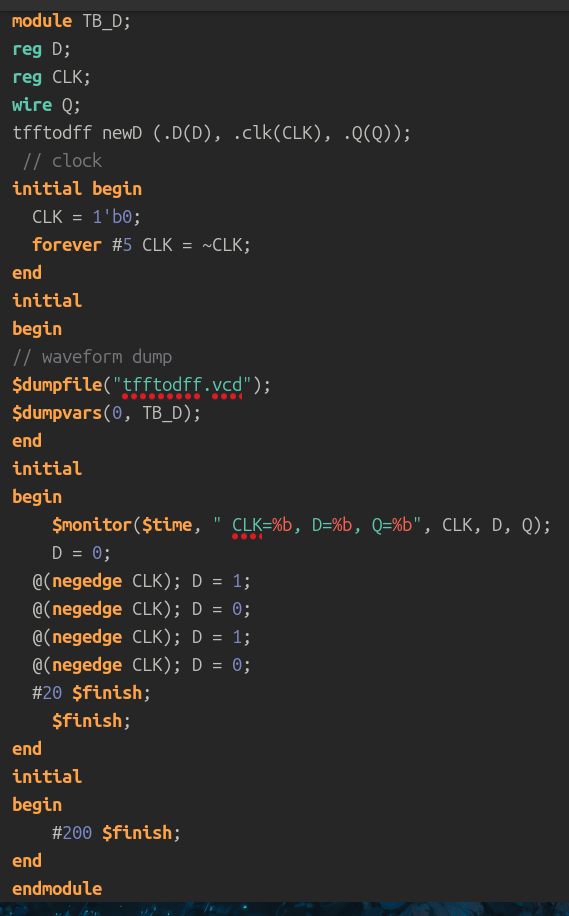 module TB_D;
reg D;
reg CLK;
wire Q;
tfftodff newD (.D(D), .clk(CLK), .Q(Q));
 // clock
initial begin
  CLK = 1'b0;
  forever #5 CLK = ~CLK;
end
initial
begin
// waveform dump
$dumpfile("tfftodff.vcd");
$dumpvars(0, TB_D);
end
initial
begin
    $monitor($time, " CLK=%b, D=%b, Q=%b", CLK, D, Q);
    D = 0;
  @(negedge CLK); D = 1;
  @(negedge CLK); D = 0;
  @(negedge CLK); D = 1;
  @(negedge CLK); D = 0;
  #20 $finish;
    $finish;
end
initial
begin
    #200 $finish;
end
endmodule